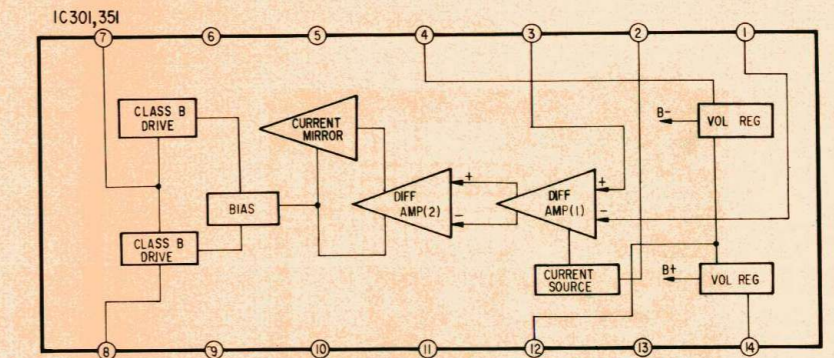 IC301,351
7 6 5 4 3 2 1
CLASS B
DRIVE
CURRENT
MIRROR
B-
VOL REG
BIAS
DIFF
AMP(2)
+
-
DIFF
AMP(1)
+
-
CLASS B
DRIVE
CURRENT
SOURCE
B+
VOL REG
8 9 10 11 12 13 14